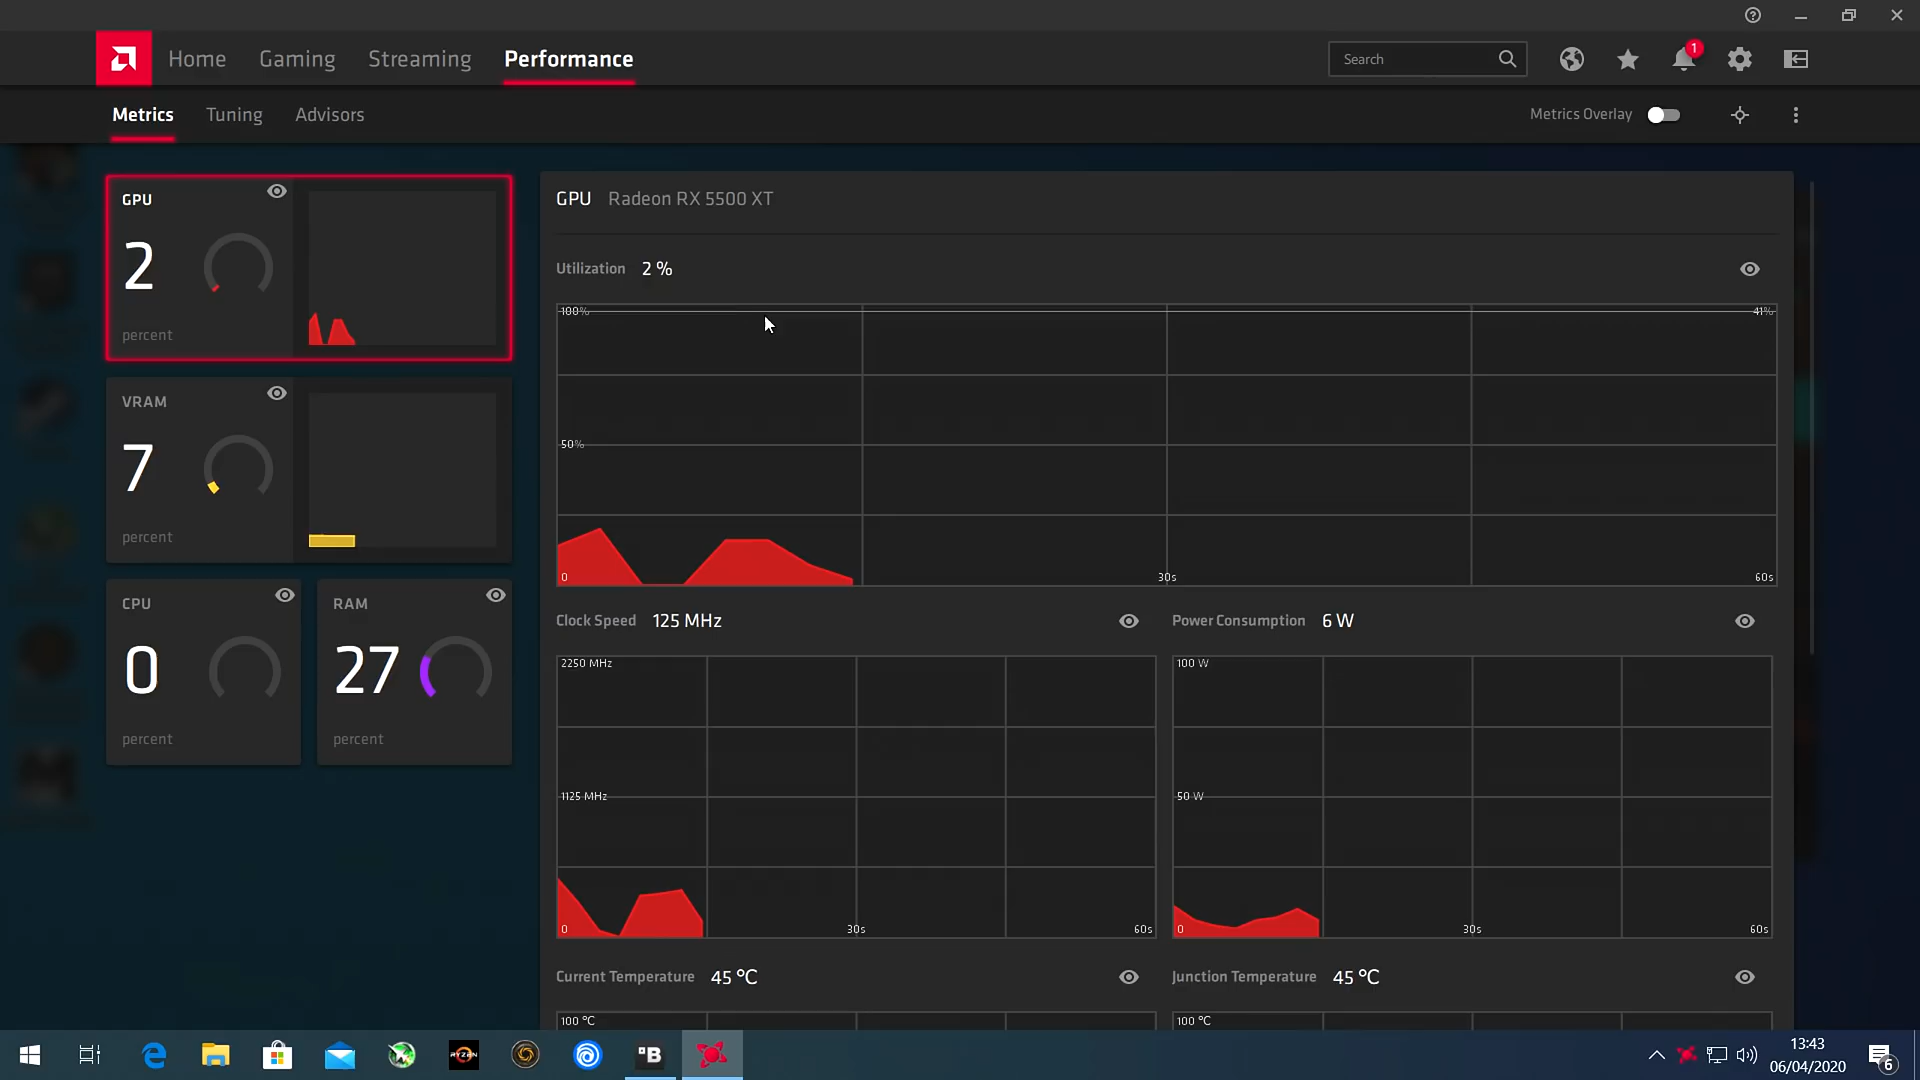 Home Gaming Streaming Performance
Search
1
Metrics Tuning Advisors
Metrics Overlay
GPU
2
percent
VRAM
7
percent
CPU
0
percent
RAM
27
percent
GPU Radeon RX 5500 XT
Utilization 2 %
100% 41%
50%
0 30s 60s
Clock Speed 125 MHz
2250 MHz
1125 MHz
0 30s 60s
Power Consumption 6 W
100 W
50 W
0 30s 60s
Current Temperature 45 °C
100 °C
Junction Temperature 45 °C
100 °C
RYZEN
B
13:43
06/04/2020
6